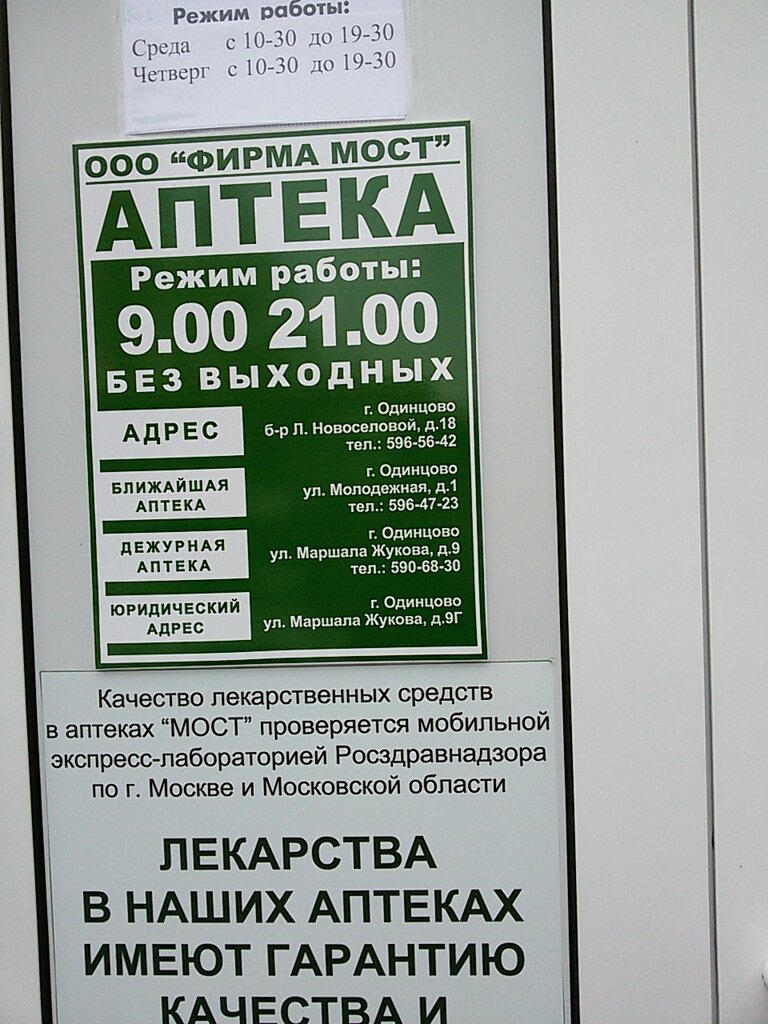 Режим работы:
Среда с 10-30 до 19-30
Четверг с 10-30 до 19-30
ООО “ФИРМА МОСТ”
АПТЕКА
Режим работы:
9.00 21.00
БЕЗ ВЫХОДНЫХ
АДРЕС
г. Одинцово
б-р Л. Новоселовой, д.18
тел.: 596-56-42
БЛИЖАЙШАЯ
АПТЕКА
г. Одинцово
ул. Молодежная, д.1
тел.: 596-47-23
ДЕЖУРНАЯ
АПТЕКА
г. Одинцово
ул. Маршала Жукова, д.9
тел.: 590-68-30
ЮРИДИЧЕСКИЙ
АДРЕС
г. Одинцово
ул. Маршала Жукова, д.9Г
Качество лекарственных средств
в аптеках “МОСТ” проверяется мобильной
экспресс-лабораторией Росздравнадзора
по г. Москве и Московской области
ЛЕКАРСТВА
В НАШИХ АПТЕКАХ
ИМЕЮТ ГАРАНТИЮ
КАЧЕСТВА И